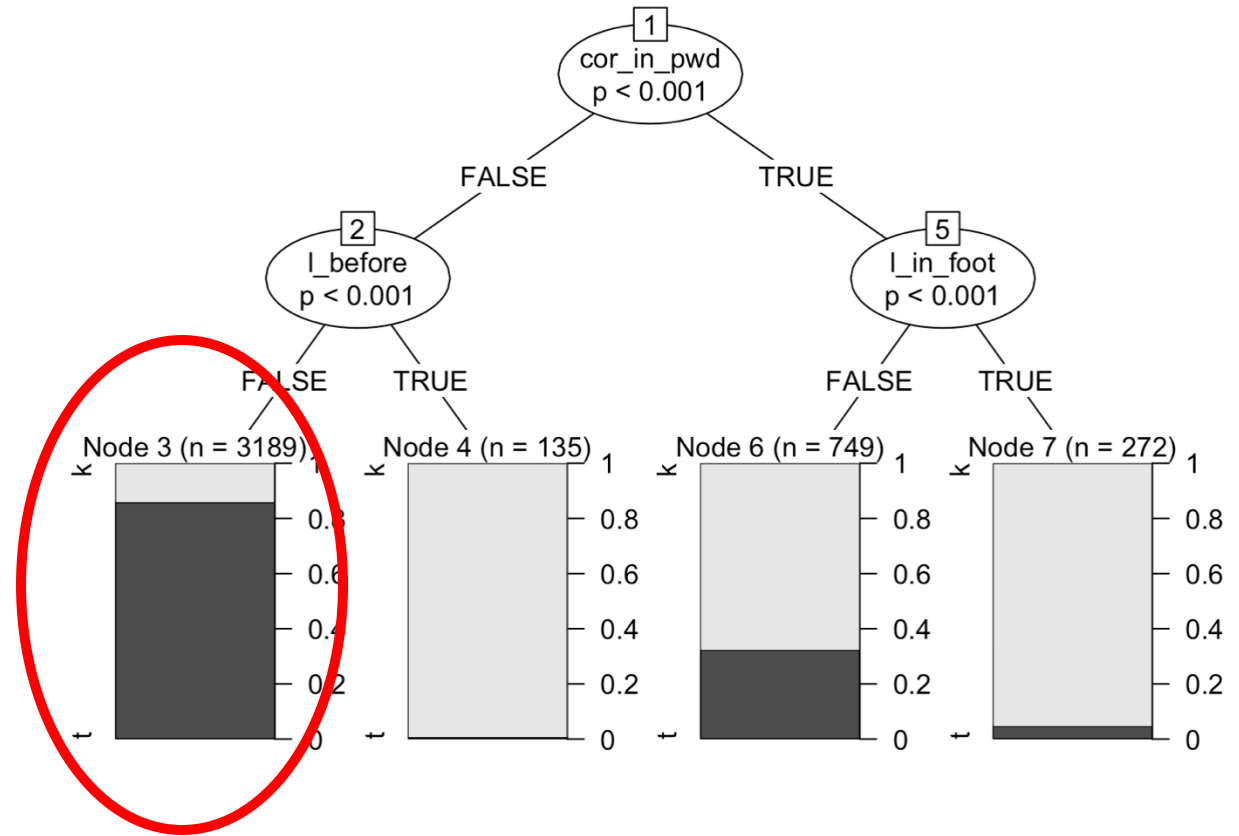 1
cor_in_pwd
p < 0.001
FALSE
TRUE
2
l_before
p < 0.001
5
l_in_foot
p < 0.001
FALSE
TRUE
FALSE
TRUE
Node 3 (n = 3189)
k
t
1
0.8
0.6
0.4
0.2
0
Node 4 (n = 135)
k
t
1
0.8
0.6
0.4
0.2
0
Node 6 (n = 749)
k
t
1
0.8
0.6
0.4
0.2
0
Node 7 (n = 272)
k
t
1
0.8
0.6
0.4
0.2
0